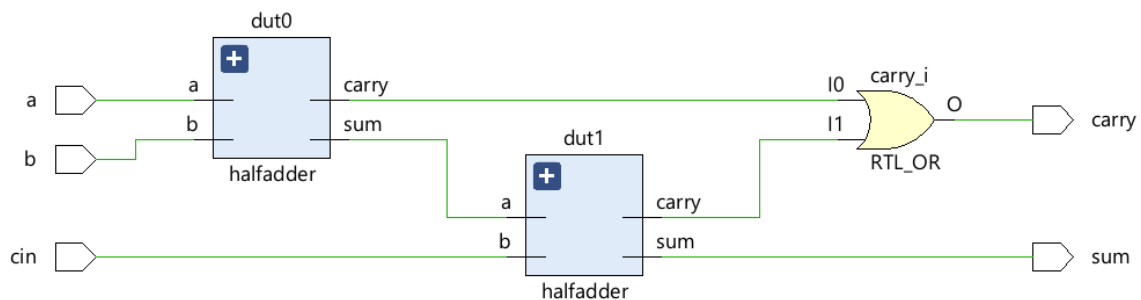 dut0
a
a
carry
b
b
sum
halfadder
dut1
a
carry
cin
b
sum
halfadder
I0
carry_i
I1
O
RTL_OR
carry
sum